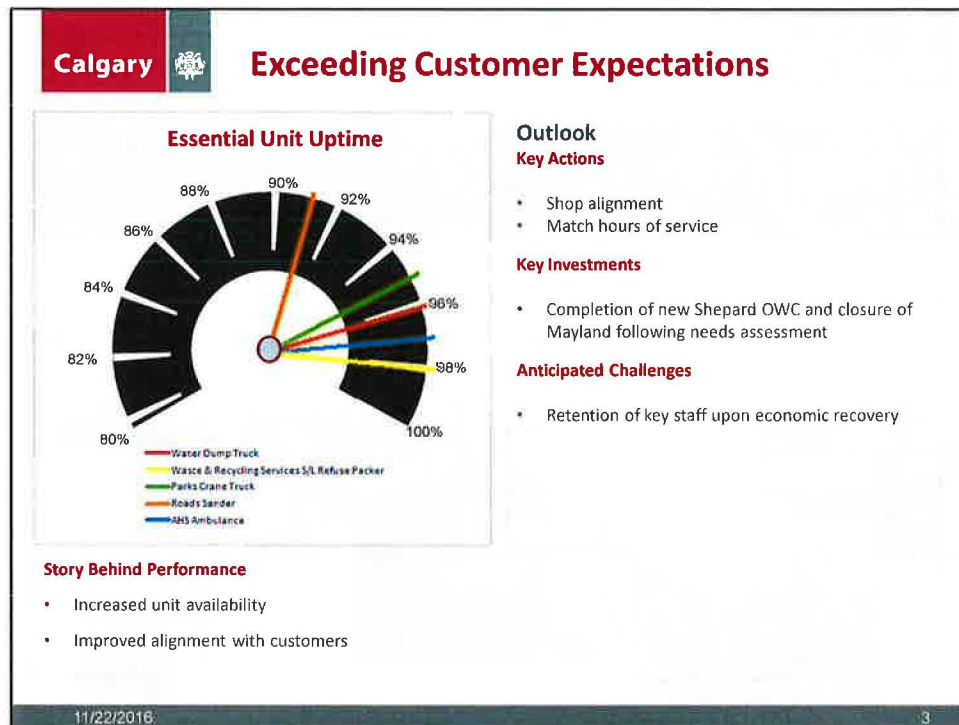 Calgary
Exceeding Customer Expectations
Essential Unit Uptime
80%
82%
84%
86%
88%
90%
92%
94%
96%
98%
100%
Water Dump Truck
Waste & Recycling Services S/L Refuse Packer
Parks Crane Truck
Roads Sander
AHS Ambulance
Outlook
Key Actions
• Shop alignment
• Match hours of service
Key Investments
• Completion of new Shepard OWC and closure of
Mayland following needs assessment
Anticipated Challenges
• Retention of key staff upon economic recovery
Story Behind Performance
• Increased unit availability
• Improved alignment with customers
11/22/2016
3